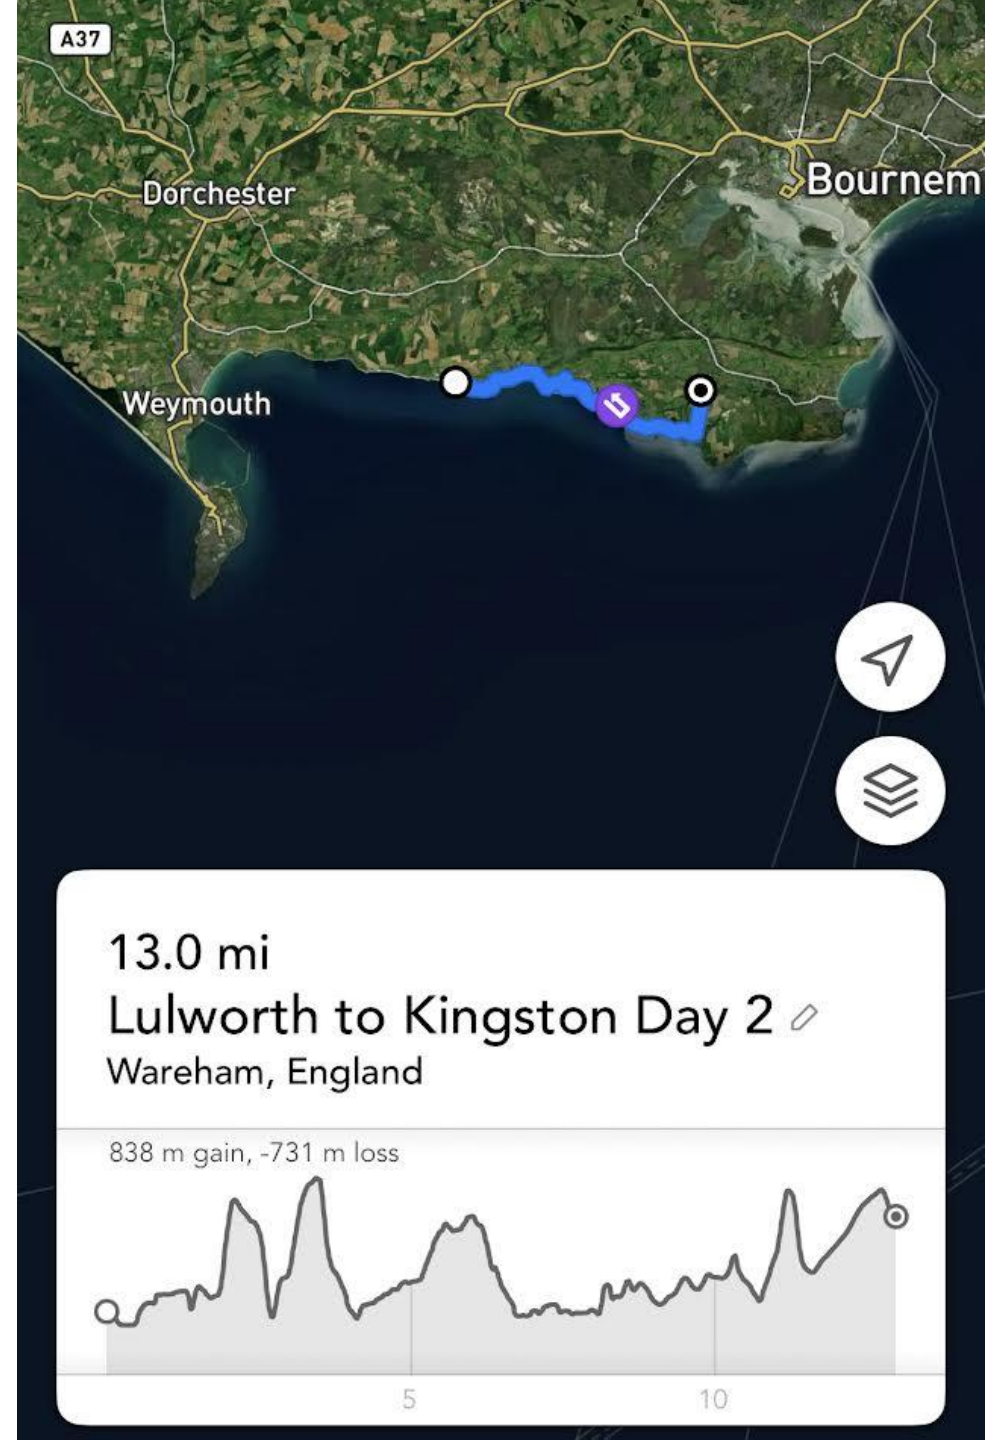 A37
Dorchester
Bournem
Weymouth
13.0 mi
Lulworth to Kingston Day 2
Wareham, England
838 m gain, -731 m loss
5 10